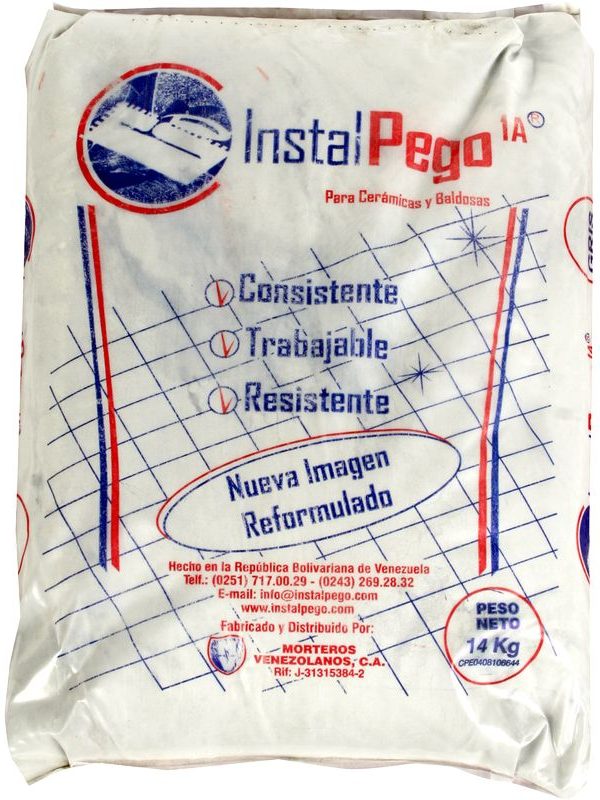 InstalPego 1A®
Para Cerámicas y Baldosas
GRIS
Consistente
Trabajable
Resistente
Nueva Imagen
Reformulado
Hecho en la República Bolivariana de Venezuela
Telf.: (0251) 717.00.29 - (0243) 269.28.32
E-mail: info@instalpego.com
www.instalpego.com
Fabricado y Distribuido Por:
MORTEROS
VENEZOLANOS, C.A.
Rif: J-31315384-2
PESO
NETO
14 Kg
CPE0408106644